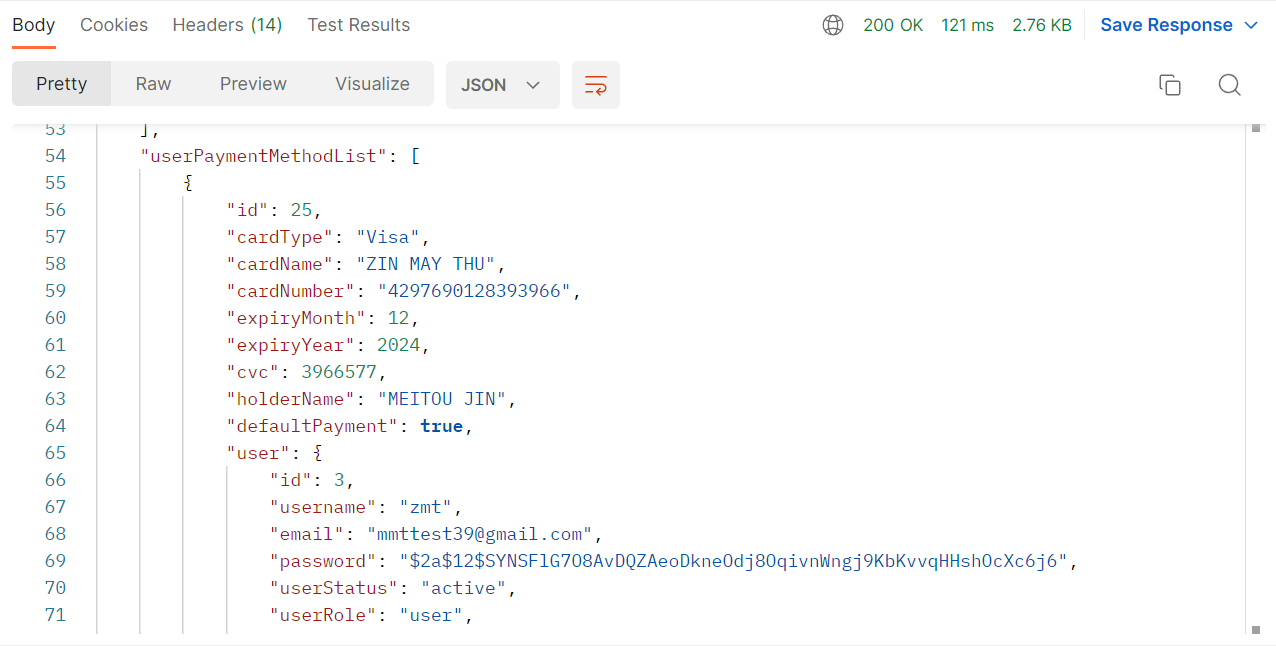 Body Cookies Headers (14) Test Results 200 OK 121 ms 2.76 KB Save Response
Pretty Raw Preview Visualize JSON
53 ],
54 "userPaymentMethodList": [
55 {
56 "id": 25,
57 "cardType": "Visa",
58 "cardName": "ZIN MAY THU",
59 "cardNumber": "4297690128393966",
60 "expiryMonth": 12,
61 "expiryYear": 2024,
62 "cvc": 3966577,
63 "holderName": "MEITOU JIN",
64 "defaultPayment": true,
65 "user": {
66 "id": 3,
67 "username": "zmt",
68 "email": "mmttest39@gmail.com",
69 "password": "$2a$12$SYNSFlG7O8AvDQZAeoDkneOdj8OqivnWngj9KbKvvqHHshOcXc6j6",
70 "userStatus": "active",
71 "userRole": "user",